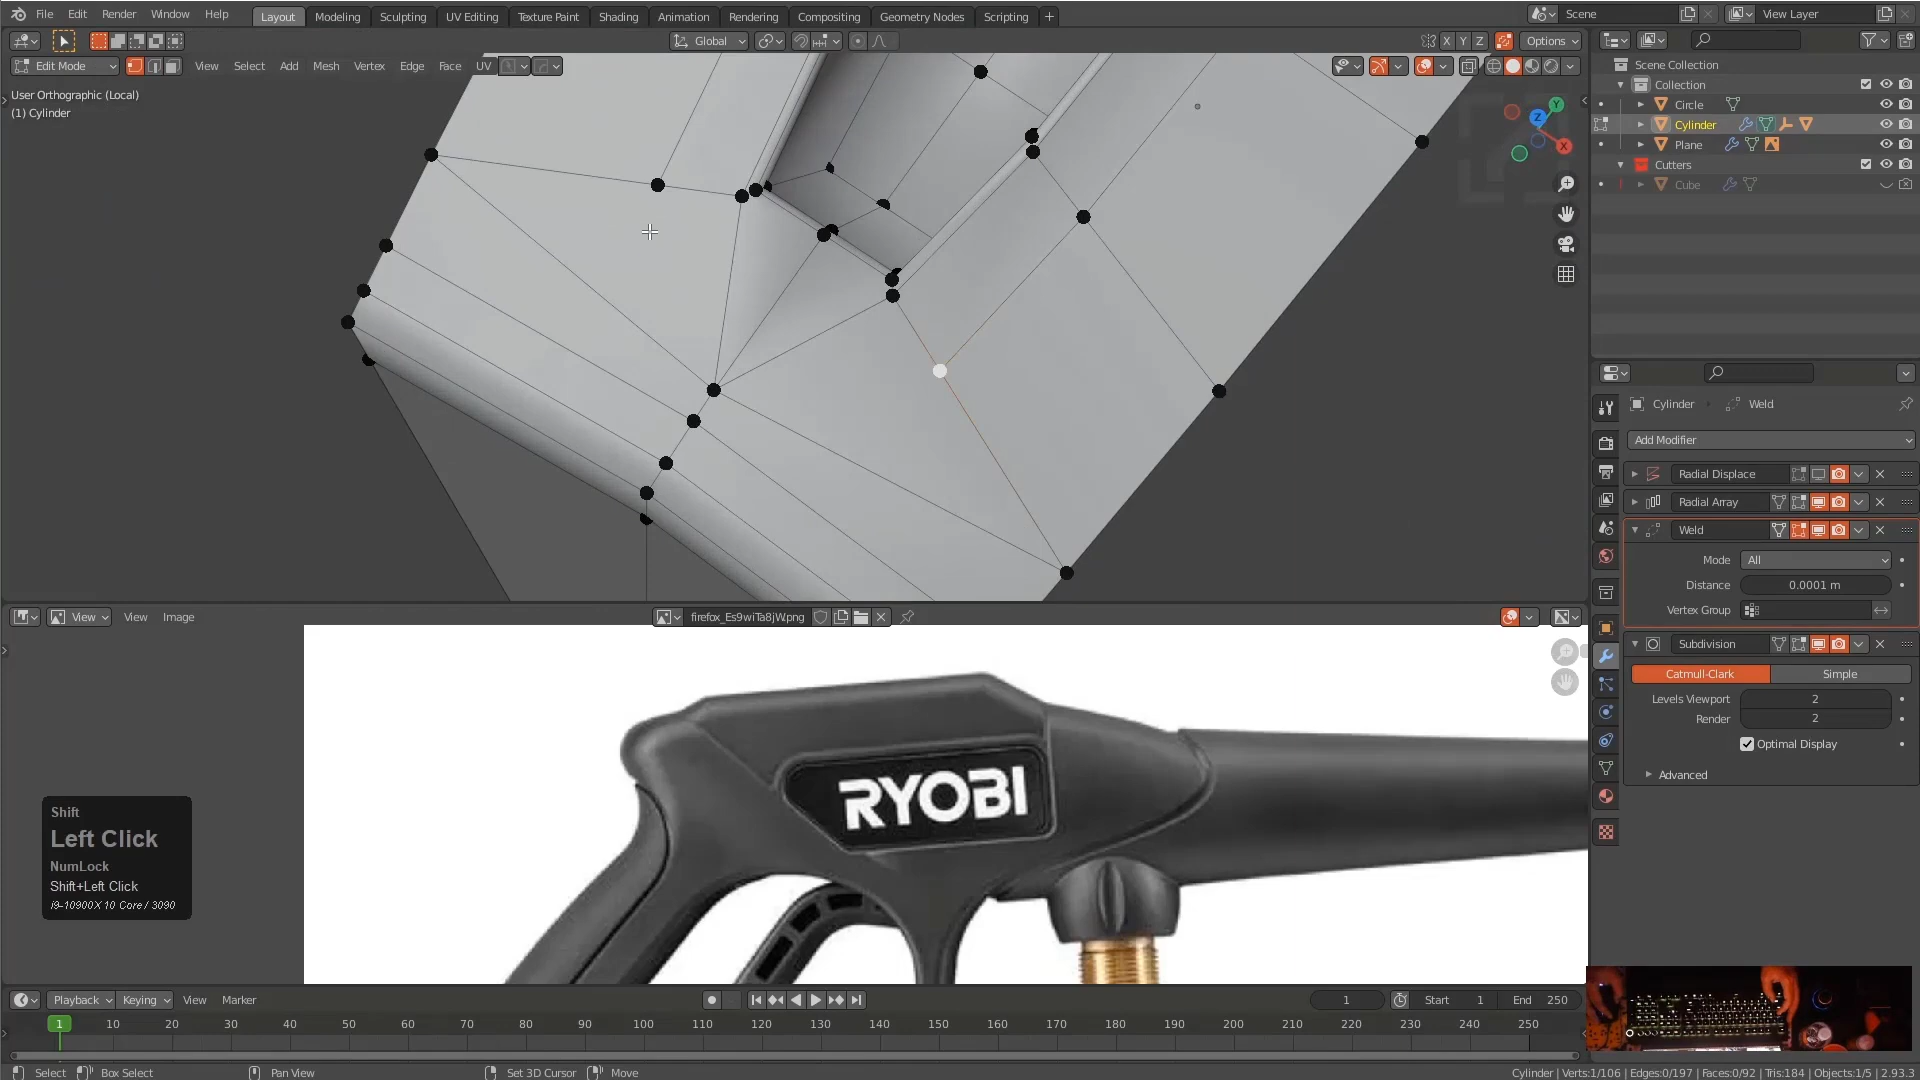 File Edit Render Window Help Layout Modeling Sculpting UV Editing Texture Paint Shading Animation Rendering Compositing Geometry Nodes Scripting + Scene View Layer
Global X Y Z Options
Edit Mode View Select Add Mesh Vertex Edge Face UV
Scene Collection
Collection
Circle
Cylinder
Plane
Cutters
Cube
User Orthographic (Local)
(1) Cylinder
Y
Z
X
Cylinder Weld
Add Modifier
Radial Displace
Radial Array
Weld
Mode All
Distance 0.0001 m
Vertex Group
Subdivision
Catmull-Clark Simple
Levels Viewport 2
Render 2
Optimal Display
Advanced
View View Image firefox_Es9wiTa8jW.png
RYOBI
Shift
Left Click
NumLock
Shift+Left Click
i9-10900X 10 Core / 3090
Playback Keying View Marker 1 Start 1 End 250
1 10 20 30 40 50 60 70 80 90 100 110 120 130 140 150 160 170 180 190 200 210 220 230 240 250
Select Box Select Pan View Set 3D Cursor Move Cylinder | Verts:1/106 | Edges:0/197 | Faces:0/92 | Tris:184 | Objects:1/5 | 2.93.3